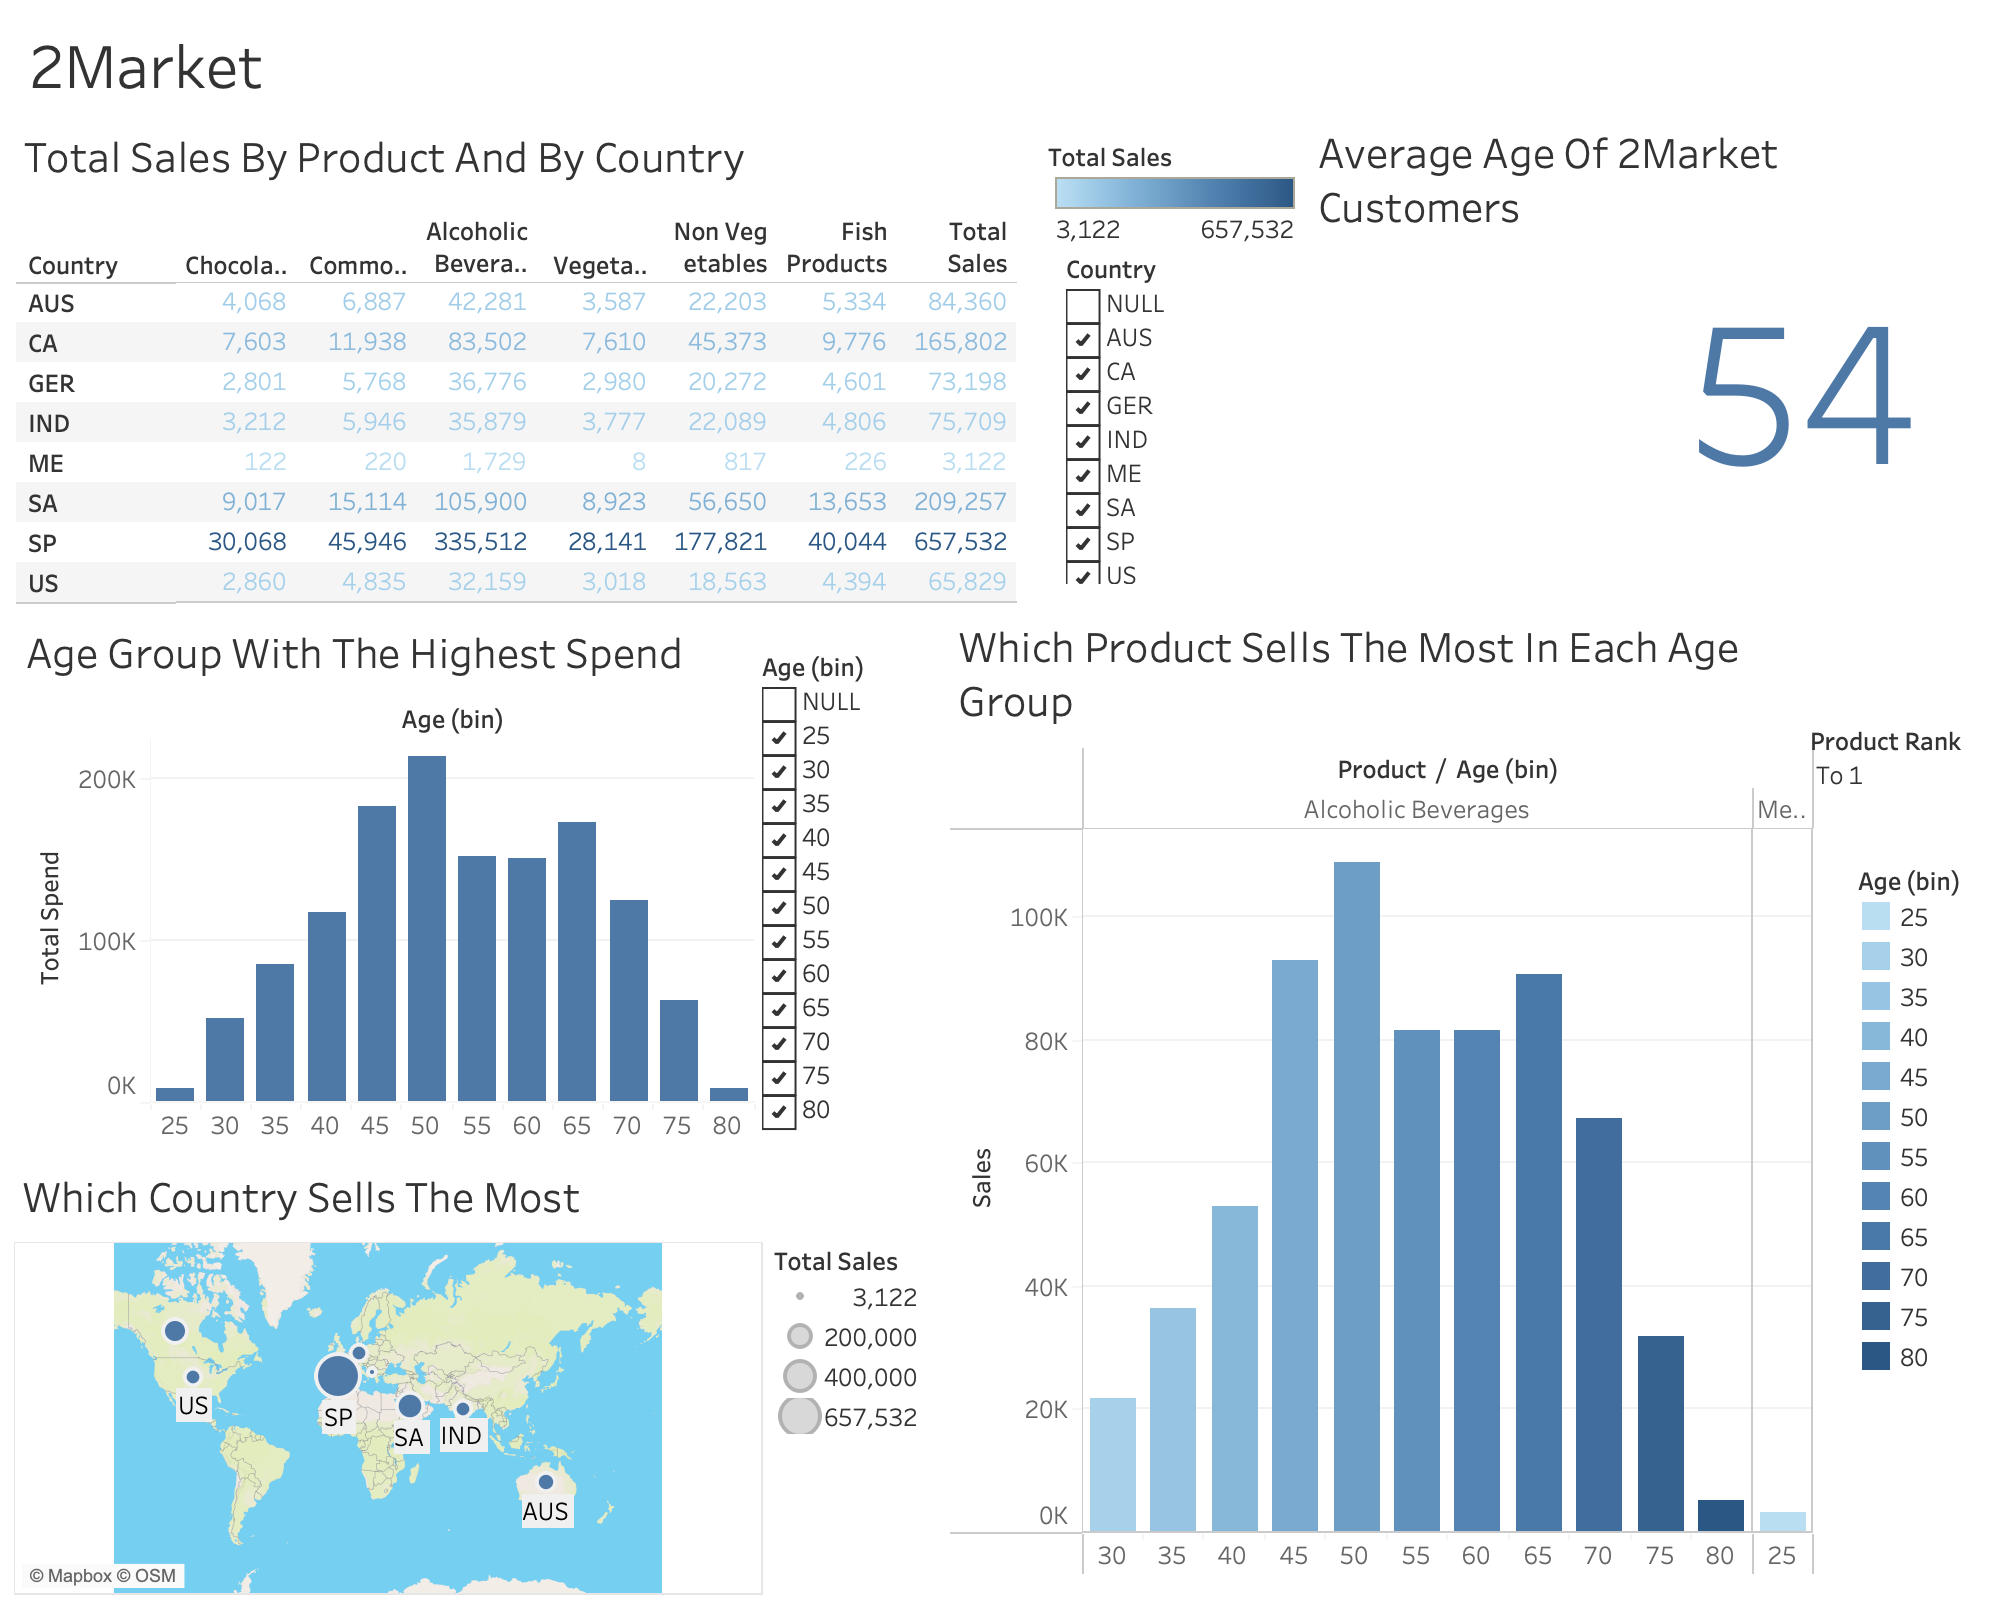 2Market
Total Sales By Product And By Country
Country Chocola.. Commo.. Alcoholic Bevera.. Vegeta.. Non Veg etables Fish Products Total Sales
AUS 4,068 6,887 42,281 3,587 22,203 5,334 84,360
CA 7,603 11,938 83,502 7,610 45,373 9,776 165,802
GER 2,801 5,768 36,776 2,980 20,272 4,601 73,198
IND 3,212 5,946 35,879 3,777 22,089 4,806 75,709
ME 122 220 1,729 8 817 226 3,122
SA 9,017 15,114 105,900 8,923 56,650 13,653 209,257
SP 30,068 45,946 335,512 28,141 177,821 40,044 657,532
US 2,860 4,835 32,159 3,018 18,563 4,394 65,829
Total Sales
3,122 657,532
Country
NULL
AUS
CA
GER
IND
ME
SA
SP
US
Average Age Of 2Market
Customers
54
Age Group With The Highest Spend
Age (bin)
Total Spend
200K
100K
0K
25 30 35 40 45 50 55 60 65 70 75 80
Age (bin)
NULL
25
30
35
40
45
50
55
60
65
70
75
80
Which Product Sells The Most In Each Age
Group
Product / Age (bin)
Alcoholic Beverages Me..
Sales
100K
80K
60K
40K
20K
0K
30 35 40 45 50 55 60 65 70 75 80 25
Product Rank
To 1
Age (bin)
25
30
35
40
45
50
55
60
65
70
75
80
Which Country Sells The Most
US
SP
SA
IND
AUS
© Mapbox © OSM
Total Sales
3,122
200,000
400,000
657,532